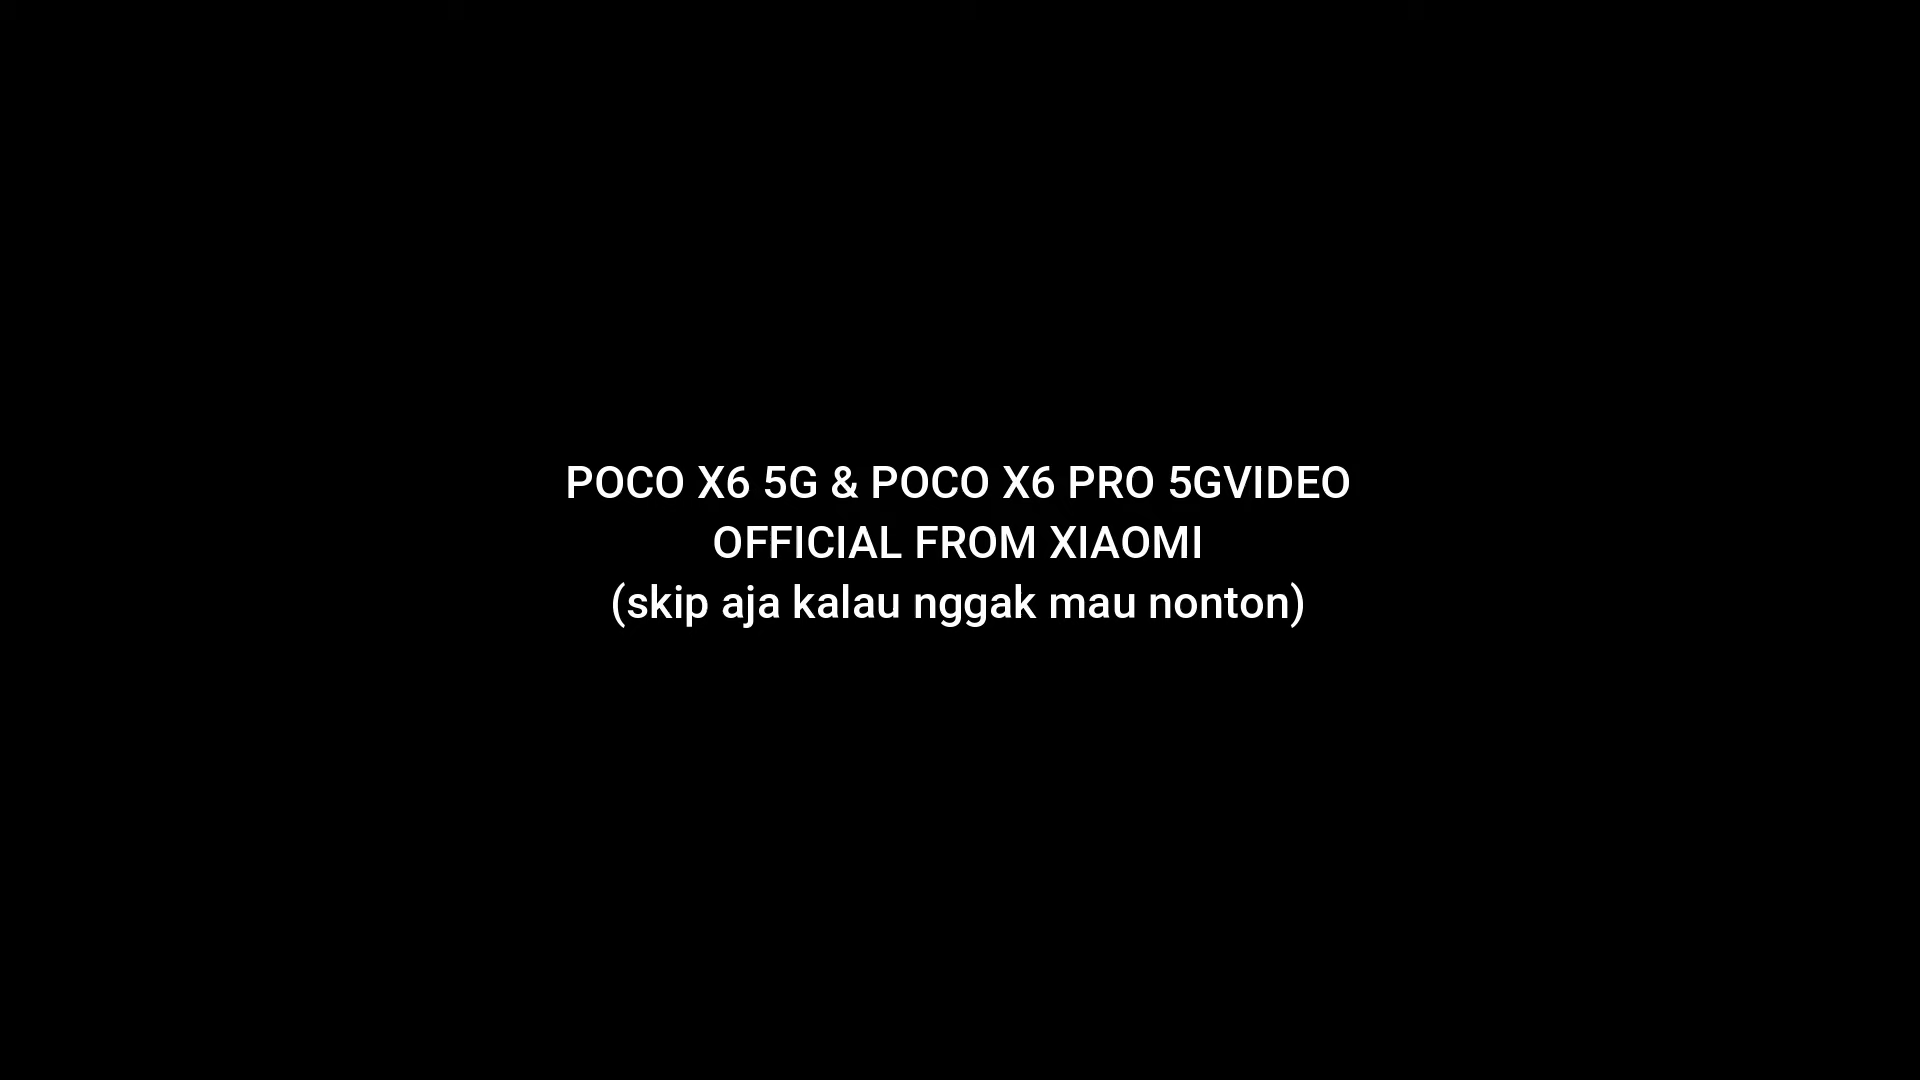 POCO X6 5G & POCO X6 PRO 5GVIDEO
OFFICIAL FROM XIAOMI
(skip aja kalau nggak mau nonton)